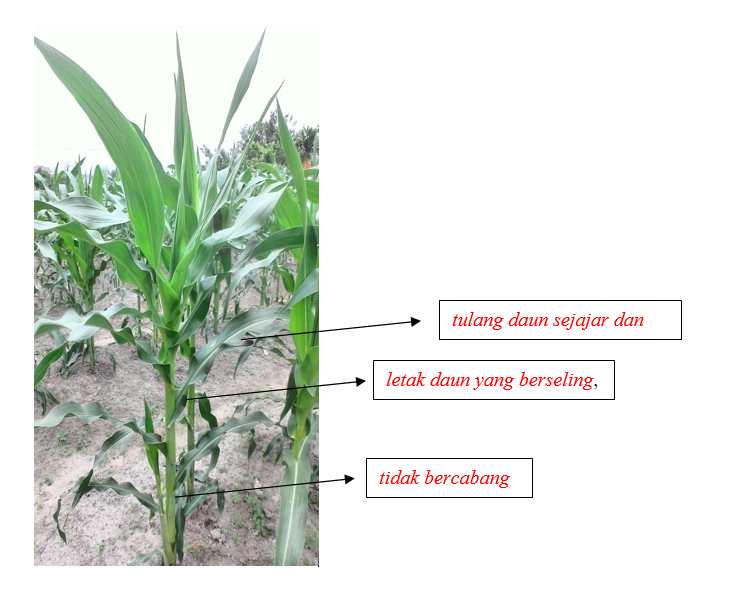 tulang daun sejajar dan
letak daun yang berseling,
tidak bercabang